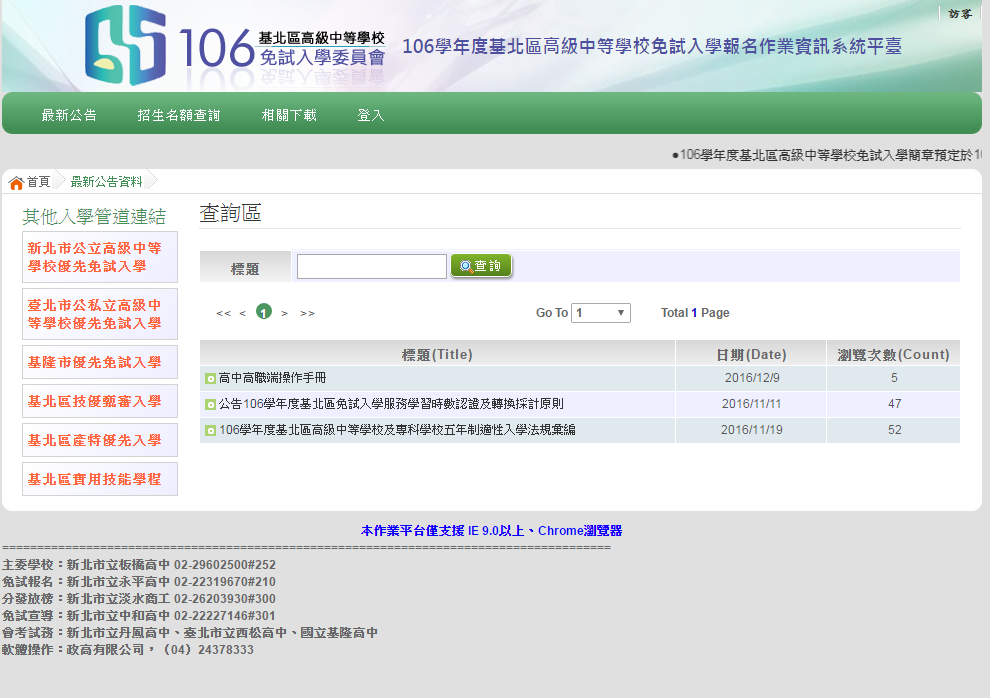 訪客
106 基北區高級中等學校
免試入學委員會
106學年度基北區高級中等學校免試入學報名作業資訊系統平臺
最新公告 招生名額查詢 相關下載 登入
●106學年度基北區高級中等學校免試入學簡章預定於
首頁 最新公告資料
其他入學管道連結
新北市公立高級中等
學校優先免試入學
臺北市公私立高級中
等學校優先免試入學
基隆市優先免試入學
基北區技優甄審入學
基北區產特優先入學
基北區實用技能學程
查詢區
標題 查詢
<< < 1 > >> Go To 1 ▼ Total 1 Page
標題(Title) 日期(Date) 瀏覽次數(Count)
高中高職端操作手冊 2016/12/9 5
公告106學年度基北區免試入學服務學習時數認證及轉換採計原則 2016/11/11 47
106學年度基北區高級中等學校及專科學校五年制適性入學法規彙編 2016/11/19 52
本作業平台僅支援 IE 9.0以上、Chrome瀏覽器
=======================================================================================
主委學校：新北市立板橋高中 02-29602500#252
免試報名：新北市立永平高中 02-22319670#210
分發放榜：新北市立淡水商工 02-26203930#300
免試宣導：新北市立中和高中 02-22227146#301
會考試務：新北市立丹鳳高中、臺北市立西松高中、國立基隆高中
軟體操作：政高有限公司，（04）24378333